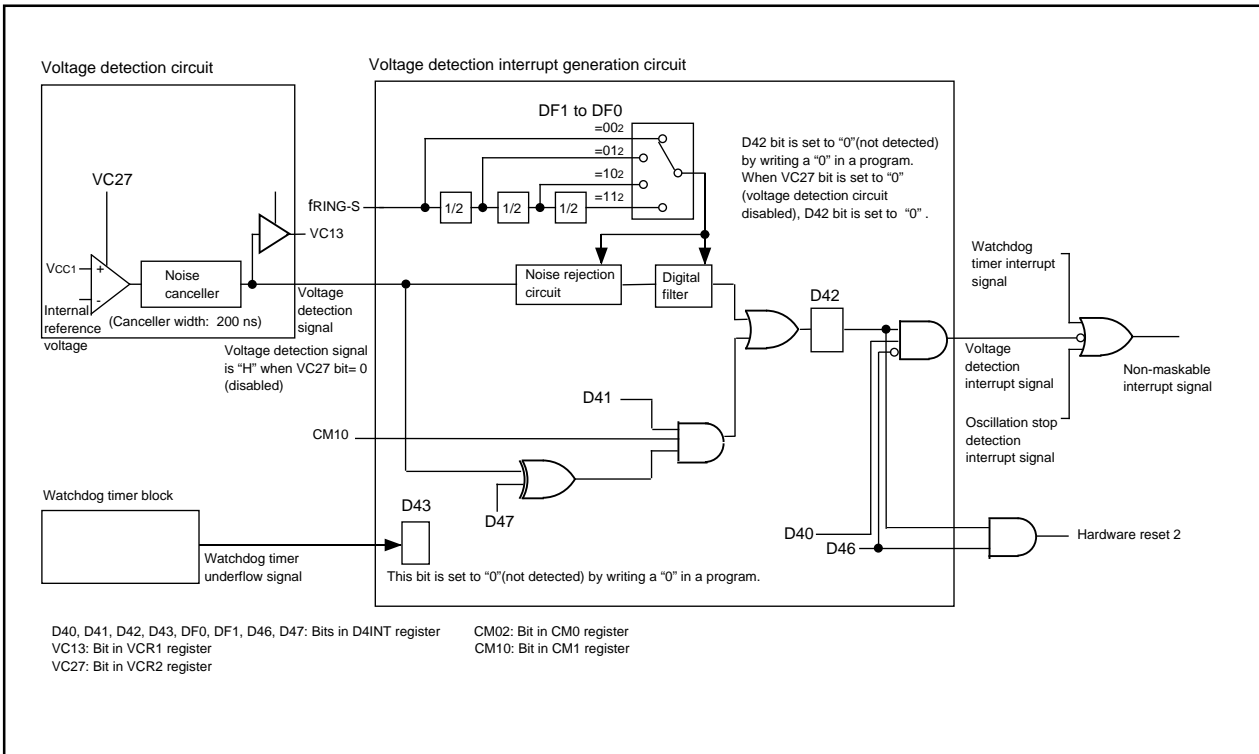 Voltage detection circuit
VC27
VCC1
+
-
Internal
reference
voltage
Noise
canceller
(Canceller width: 200 ns)
VC13
Voltage
detection
signal
Voltage detection signal
is “H” when VC27 bit= 0
(disabled)
Voltage detection interrupt generation circuit
DF1 to DF0
=002
=012
=102
=112
fRING-S
1/2
1/2
1/2
D42 bit is set to “0”(not detected)
by writing a “0” in a program.
When VC27 bit is set to “0”
(voltage detection circuit
disabled), D42 bit is set to “0” .
Noise rejection
circuit
Digital
filter
D42
D41
CM10
D47
D43
D40
D46
This bit is set to “0”(not detected) by writing a “0” in a program.
Watchdog
timer interrupt
signal
Voltage
detection
interrupt signal
Non-maskable
interrupt signal
Oscillation stop
detection
interrupt signal
Hardware reset 2
Watchdog timer block
Watchdog timer
underflow signal
D40, D41, D42, D43, DF0, DF1, D46, D47: Bits in D4INT register
VC13: Bit in VCR1 register
VC27: Bit in VCR2 register
CM02: Bit in CM0 register
CM10: Bit in CM1 register